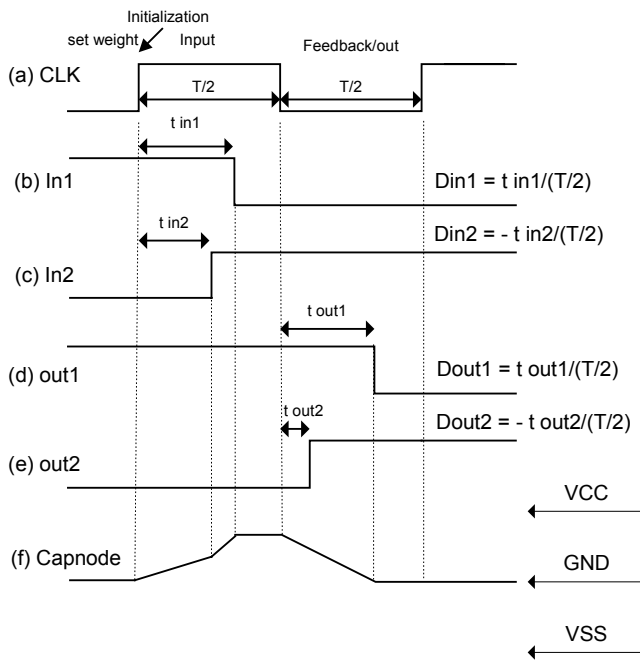 Initialization
set weight
Input
Feedback/out
(a) CLK
T/2
T/2
t in1
(b) In1
Din1 = t in1/(T/2)
t in2
Din2 = - t in2/(T/2)
(c) In2
t out1
(d) out1
Dout1 = t out1/(T/2)
t out2
Dout2 = - t out2/(T/2)
(e) out2
VCC
(f) Capnode
GND
VSS